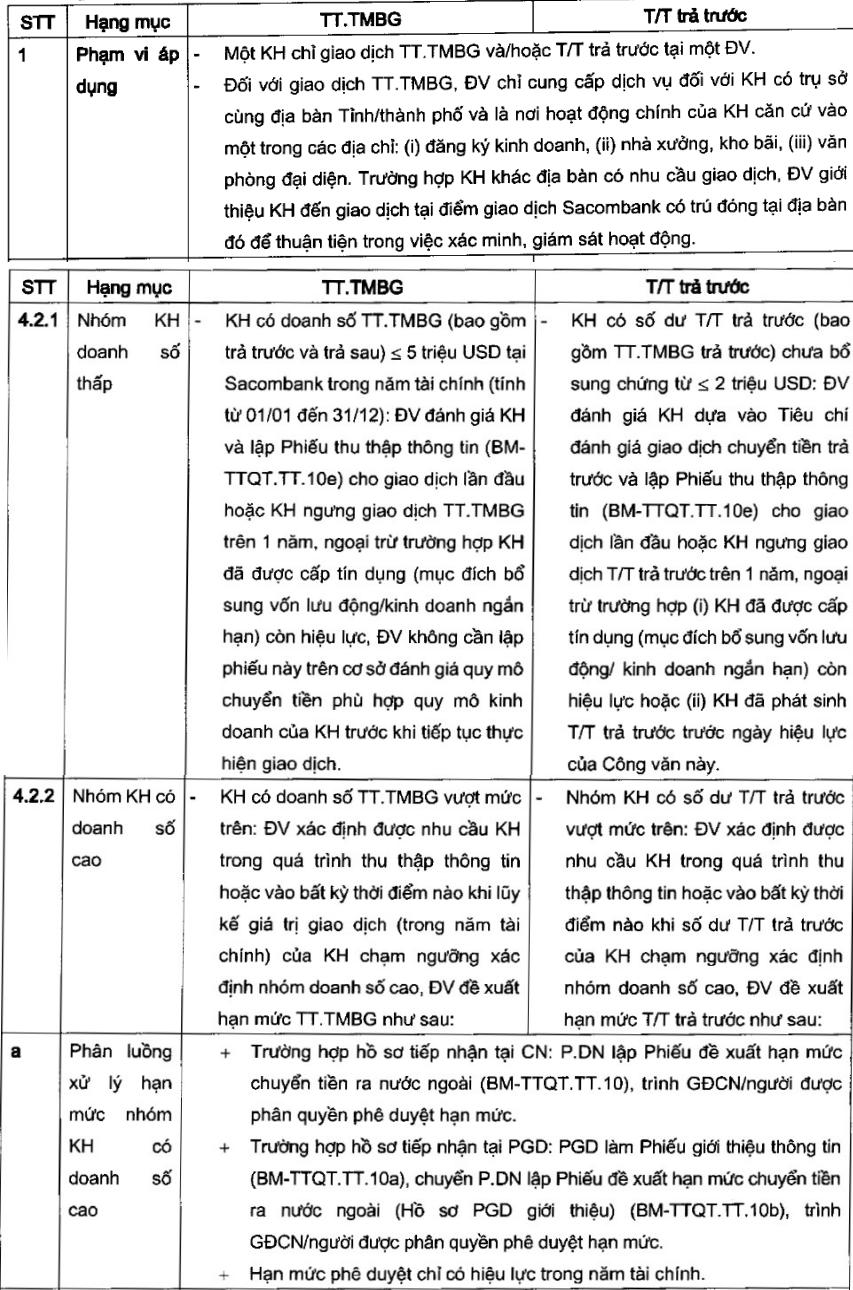 STT Hạng mục TT.TMBG T/T trả trước
1 Phạm vi áp dụng
- Một KH chỉ giao dịch TT.TMBG và/hoặc T/T trả trước tại một ĐV.
- Đối với giao dịch TT.TMBG, ĐV chỉ cung cấp dịch vụ đối với KH có trụ sở
cùng địa bàn Tỉnh/thành phố và là nơi hoạt động chính của KH căn cứ vào
một trong các địa chỉ: (i) đăng ký kinh doanh, (ii) nhà xưởng, kho bãi, (iii) văn
phòng đại diện. Trường hợp KH khác địa bàn có nhu cầu giao dịch, ĐV giới
thiệu KH đến giao dịch tại điểm giao dịch Sacombank có trú đóng tại địa bàn
đó để thuận tiện trong việc xác minh, giám sát hoạt động.
STT Hạng mục TT.TMBG T/T trả trước
4.2.1 Nhóm KH
doanh số
thấp
- KH có doanh số TT.TMBG (bao gồm
trả trước và trả sau) ≤ 5 triệu USD tại
Sacombank trong năm tài chính (tính
từ 01/01 đến 31/12): ĐV đánh giá KH
và lập Phiếu thu thập thông tin (BM-
TTQT.TT.10e) cho giao dịch lần đầu
hoặc KH ngưng giao dịch TT.TMBG
trên 1 năm, ngoại trừ trường hợp KH
đã được cấp tín dụng (mục đích bổ
sung vốn lưu động/kinh doanh ngắn
hạn) còn hiệu lực, ĐV không cần lập
phiếu này trên cơ sở đánh giá quy mô
chuyển tiền phù hợp quy mô kinh
doanh của KH trước khi tiếp tục thực
hiện giao dịch.
- KH có số dư T/T trả trước (bao
gồm TT.TMBG trả trước) chưa bổ
sung chứng từ ≤ 2 triệu USD: ĐV
đánh giá KH dựa vào Tiêu chí
đánh giá giao dịch chuyển tiền trả
trước và lập Phiếu thu thập thông
tin (BM-TTQT.TT.10e) cho giao
dịch lần đầu hoặc KH ngưng giao
dịch T/T trả trước trên 1 năm, ngoại
trừ trường hợp (i) KH đã được cấp
tín dụng (mục đích bổ sung vốn lưu
động/ kinh doanh ngắn hạn) còn
hiệu lực hoặc (ii) KH đã phát sinh
T/T trả trước trước ngày hiệu lực
của Công văn này.
4.2.2 Nhóm KH có
doanh số
cao
- KH có doanh số TT.TMBG vượt mức
trên: ĐV xác định được nhu cầu KH
trong quá trình thu thập thông tin
hoặc vào bất kỳ thời điểm nào khi lũy
kế giá trị giao dịch (trong năm tài
chính) của KH chạm ngưỡng xác
định nhóm doanh số cao, ĐV đề xuất
hạn mức TT.TMBG như sau:
- Nhóm KH có số dư T/T trả trước
vượt mức trên: ĐV xác định được
nhu cầu KH trong quá trình thu
thập thông tin hoặc vào bất kỳ thời
điểm nào khi số dư T/T trả trước
của KH chạm ngưỡng xác định
nhóm doanh số cao, ĐV đề xuất
hạn mức T/T trả trước như sau:
a Phân luồng
xử lý hạn
mức nhóm
KH có
doanh số
cao
+ Trường hợp hồ sơ tiếp nhận tại CN: P.DN lập Phiếu đề xuất hạn mức
chuyển tiền ra nước ngoài (BM-TTQT.TT.10), trình GĐCN/người được
phân quyền phê duyệt hạn mức.
+ Trường hợp hồ sơ tiếp nhận tại PGD: PGD làm Phiếu giới thiệu thông tin
(BM-TTQT.TT.10a), chuyển P.DN lập Phiếu đề xuất hạn mức chuyển tiền
ra nước ngoài (Hồ sơ PGD giới thiệu) (BM-TTQT.TT.10b), trình
GĐCN/người được phân quyền phê duyệt hạn mức.
+ Hạn mức phê duyệt chỉ có hiệu lực trong năm tài chính.